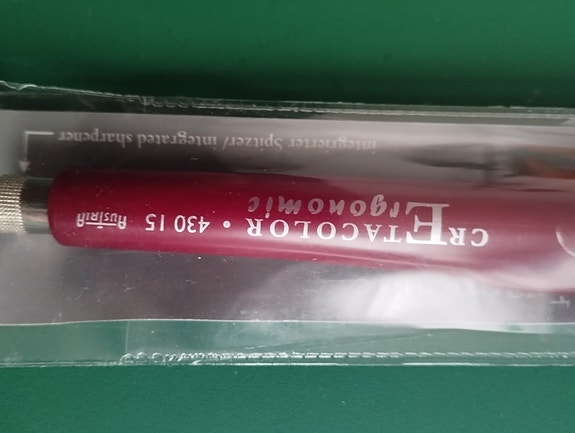 CRETACOLOR • 430 15 AUSTRIA
Ergonomic
integrierter Spitzer/ integrated sharpener